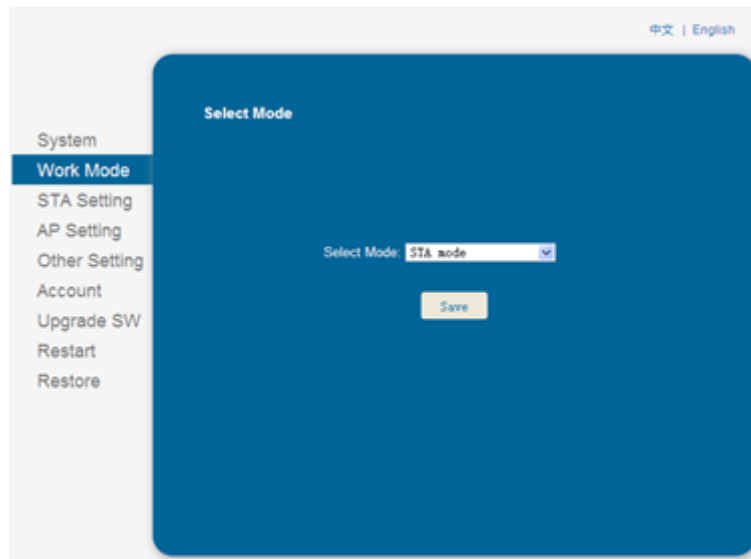 中文 | English
Select Mode
System
Work Mode
STA Setting
AP Setting
Other Setting
Account
Upgrade SW
Restart
Restore
Select Mode: STA mode
Save